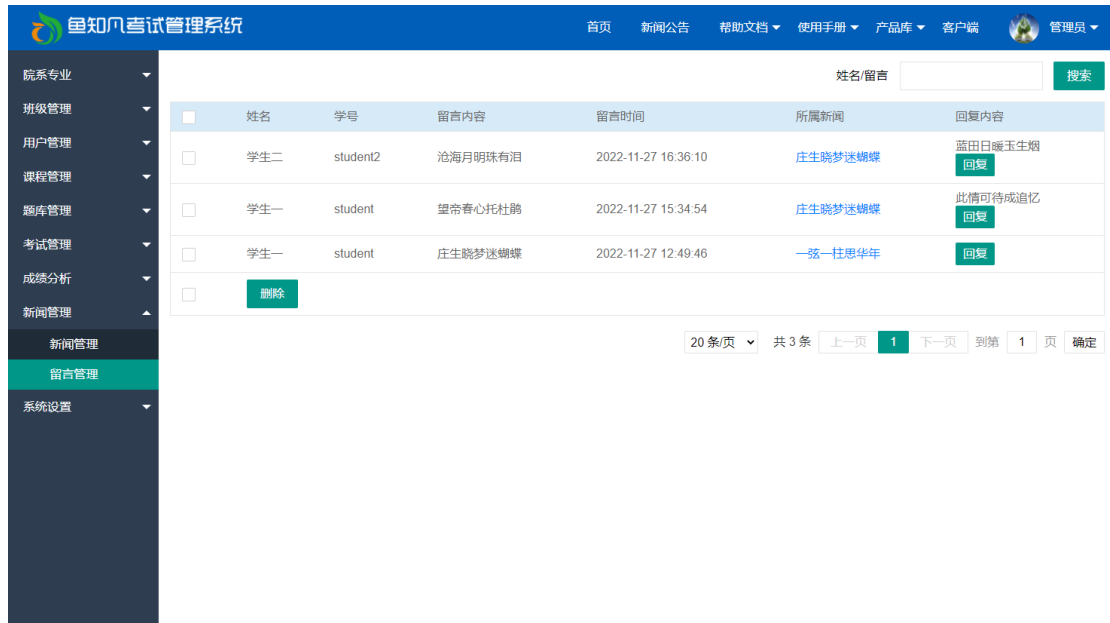 鱼知凡考试管理系统
首页 新闻公告 帮助文档 使用手册 产品库 客户端 管理员
院系专业
班级管理
用户管理
课程管理
题库管理
考试管理
成绩分析
新闻管理
新闻管理
留言管理
系统设置
姓名/留言 搜索
姓名 学号 留言内容 留言时间 所属新闻 回复内容
学生二 student2 沧海月明珠有泪 2022-11-27 16:36:10 庄生晓梦迷蝴蝶 蓝田日暖玉生烟
回复
学生一 student 望帝春心托杜鹃 2022-11-27 15:34:54 庄生晓梦迷蝴蝶 此情可待成追忆
回复
学生一 student 庄生晓梦迷蝴蝶 2022-11-27 12:49:46 一弦一柱思华年 回复
删除
20 条/页 共 3 条 上一页 1 下一页 到第 1 页 确定